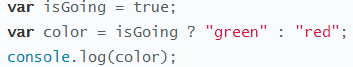 var isGoing = true;
var color = isGoing ? "green" : "red";
console.log(color);